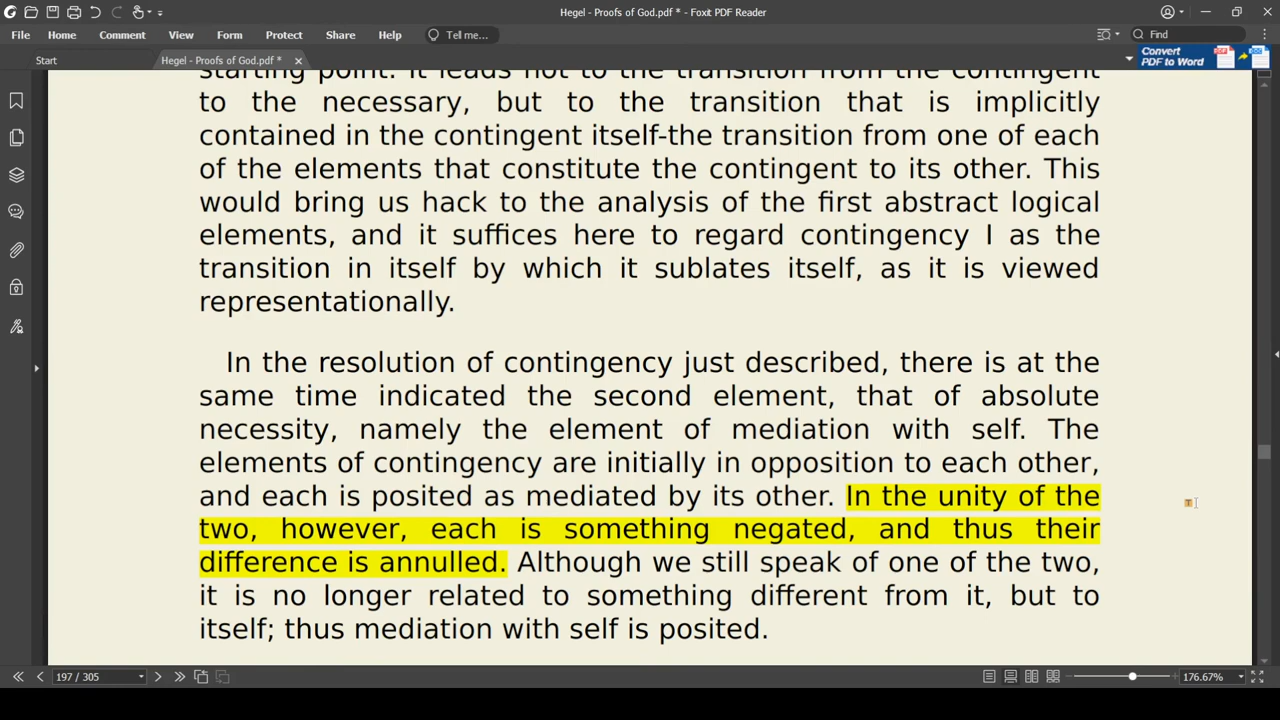 Hegel - Proofs of God.pdf * - Foxit PDF Reader
File Home Comment View Form Protect Share Help Tell me... Find
Start Hegel - Proofs of God.pdf *
Convert
PDF to Word
starting point. It leads not to the transition from the contingent
to the necessary, but to the transition that is implicitly
contained in the contingent itself-the transition from one of each
of the elements that constitute the contingent to its other. This
would bring us hack to the analysis of the first abstract logical
elements, and it suffices here to regard contingency I as the
transition in itself by which it sublates itself, as it is viewed
representationally.
In the resolution of contingency just described, there is at the
same time indicated the second element, that of absolute
necessity, namely the element of mediation with self. The
elements of contingency are initially in opposition to each other,
and each is posited as mediated by its other. In the unity of the
two, however, each is something negated, and thus their
difference is annulled. Although we still speak of one of the two,
it is no longer related to something different from it, but to
itself; thus mediation with self is posited.
197 / 305 176.67%